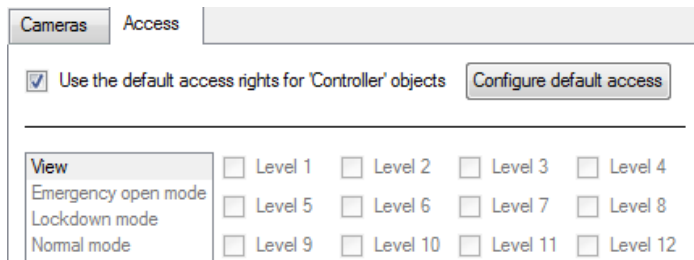 Cameras Access
Use the default access rights for 'Controller' objects Configure default access
View Level 1 Level 2 Level 3 Level 4
Emergency open mode
Lockdown mode Level 5 Level 6 Level 7 Level 8
Normal mode Level 9 Level 10 Level 11 Level 12